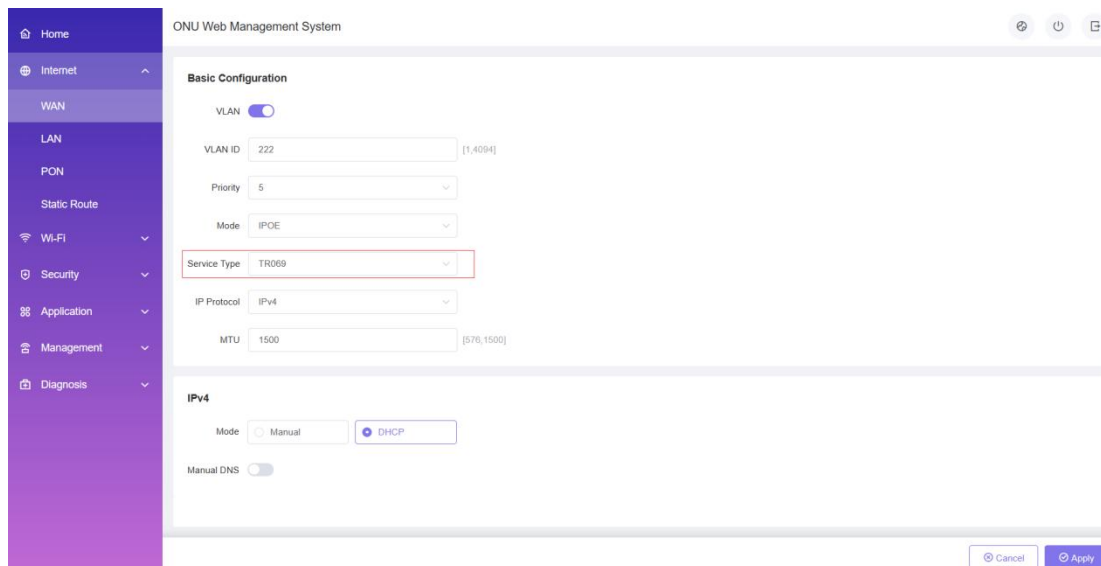 Home
ONU Web Management System
Internet
WAN
LAN
PON
Static Route
Wi-Fi
Security
Application
Management
Diagnosis
Basic Configuration
VLAN
VLAN ID 222 [1,4094]
Priority 5
Mode IPOE
Service Type TR069
IP Protocol IPv4
MTU 1500 [576,1500]
IPv4
Mode Manual DHCP
Manual DNS
Cancel Apply